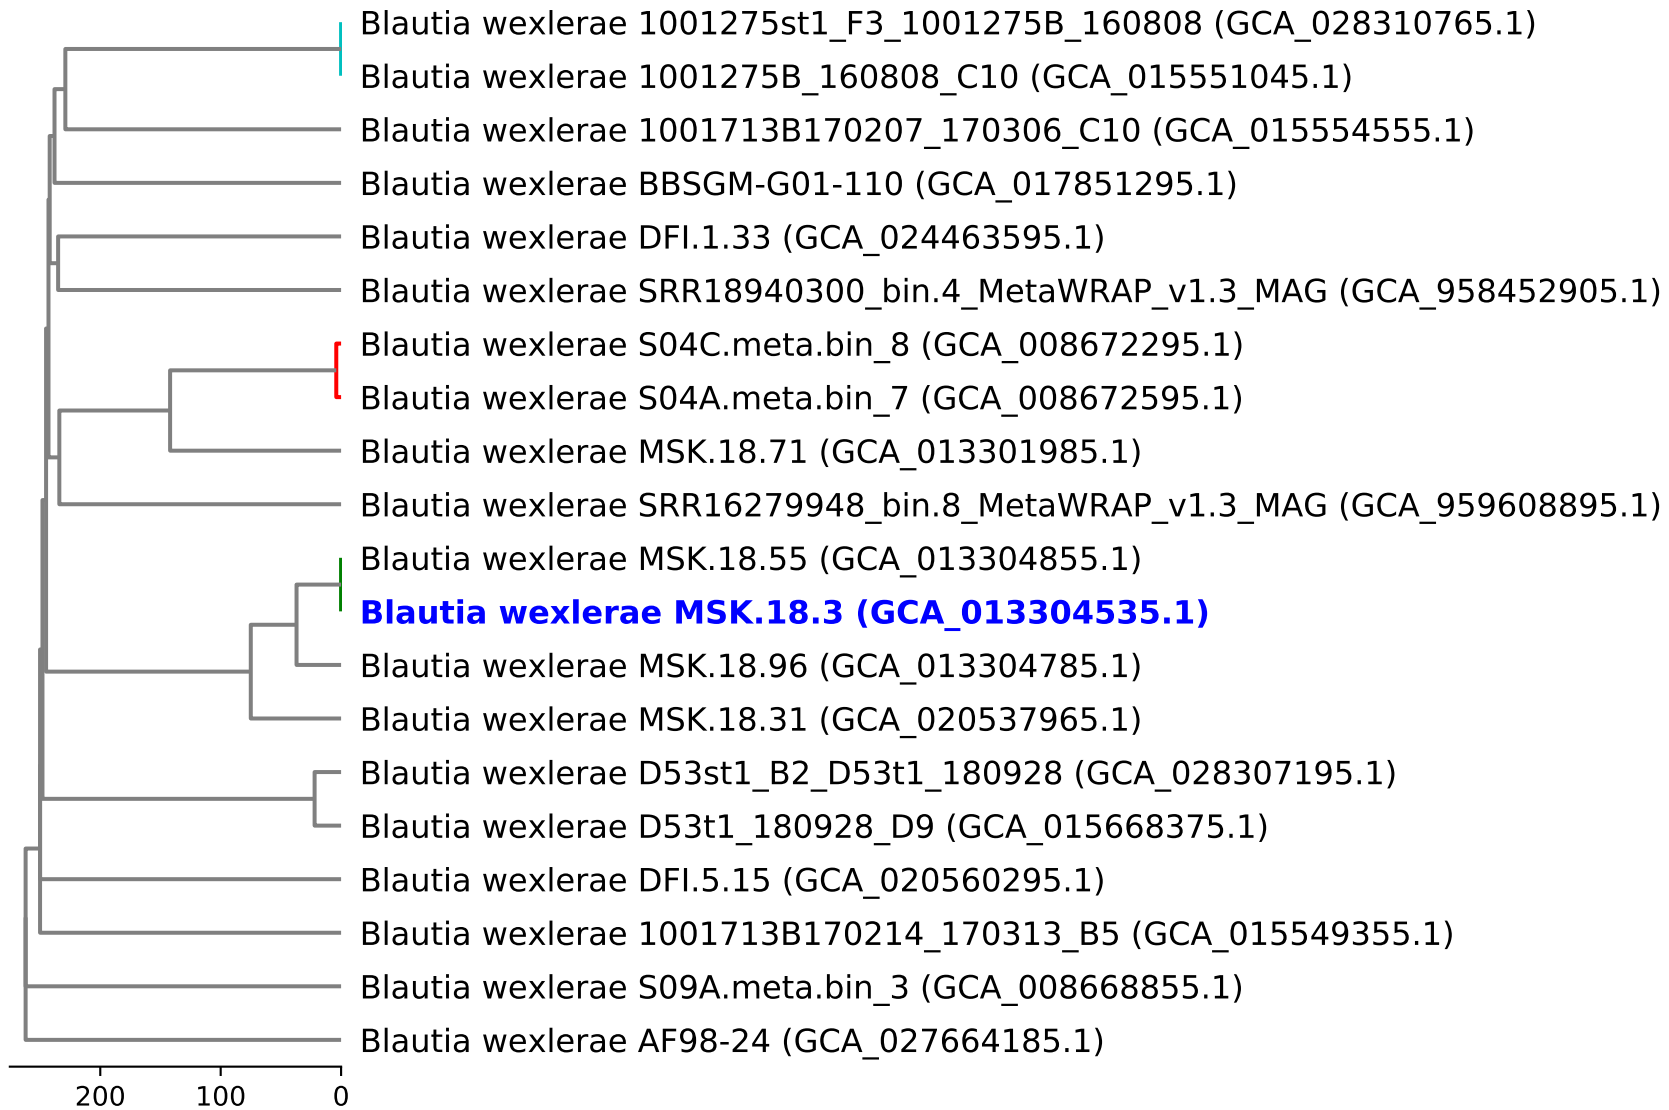 Blautia wexlerae 1001275st1_F3_1001275B_160808 (GCA_028310765.1)
Blautia wexlerae 1001275B_160808_C10 (GCA_015551045.1)
Blautia wexlerae 1001713B170207_170306_C10 (GCA_015554555.1)
Blautia wexlerae BBSGM-G01-110 (GCA_017851295.1)
Blautia wexlerae DFI.1.33 (GCA_024463595.1)
Blautia wexlerae SRR18940300_bin.4_MetaWRAP_v1.3_MAG (GCA_958452905.1)
Blautia wexlerae S04C.meta.bin_8 (GCA_008672295.1)
Blautia wexlerae S04A.meta.bin_7 (GCA_008672595.1)
Blautia wexlerae MSK.18.71 (GCA_013301985.1)
Blautia wexlerae SRR16279948_bin.8_MetaWRAP_v1.3_MAG (GCA_959608895.1)
Blautia wexlerae MSK.18.55 (GCA_013304855.1)
Blautia wexlerae MSK.18.3 (GCA_013304535.1)
Blautia wexlerae MSK.18.96 (GCA_013304785.1)
Blautia wexlerae MSK.18.31 (GCA_020537965.1)
Blautia wexlerae D53st1_B2_D53t1_180928 (GCA_028307195.1)
Blautia wexlerae D53t1_180928_D9 (GCA_015668375.1)
Blautia wexlerae DFI.5.15 (GCA_020560295.1)
Blautia wexlerae 1001713B170214_170313_B5 (GCA_015549355.1)
Blautia wexlerae S09A.meta.bin_3 (GCA_008668855.1)
Blautia wexlerae AF98-24 (GCA_027664185.1)
200 100 0